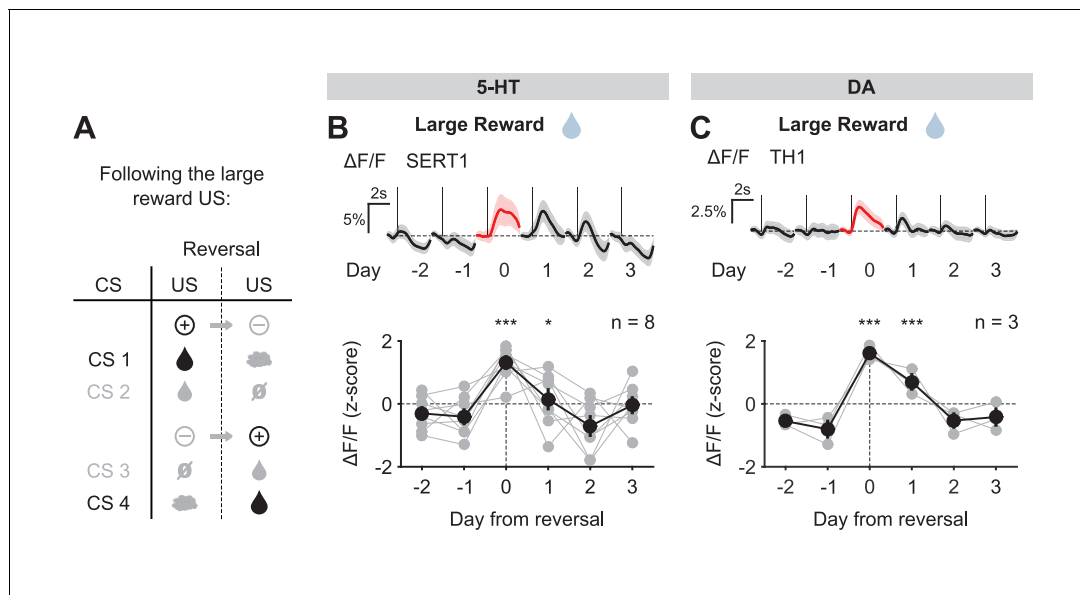 A
Following the large
reward US:
Reversal
CS US US
+ −
CS 1
CS 2 Ø
− +
CS 3 Ø
CS 4
5-HT
B Large Reward
ΔF/F SERT1
2s
5%
Day -2 -1 0 1 2 3
*** * n = 8
2
0
-2
ΔF/F (z-score)
-2 -1 0 1 2 3
Day from reversal
DA
C Large Reward
ΔF/F TH1
2s
2.5%
Day -2 -1 0 1 2 3
*** *** n = 3
2
0
-2
ΔF/F (z-score)
-2 -1 0 1 2 3
Day from reversal